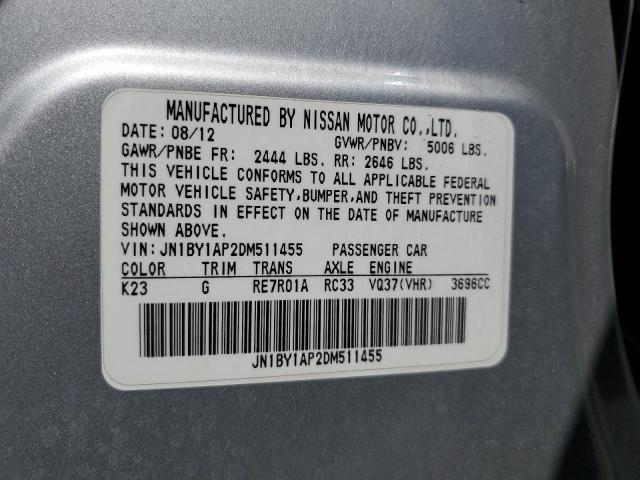 MANUFACTURED BY NISSAN MOTOR CO.,LTD.
DATE: 08/12 GVWR/PNBV: 5006 LBS.
GAWR/PNBE FR: 2444 LBS. RR: 2646 LBS.
THIS VEHICLE CONFORMS TO ALL APPLICABLE FEDERAL
MOTOR VEHICLE SAFETY,BUMPER,AND THEFT PREVENTION
STANDARDS IN EFFECT ON THE DATE OF MANUFACTURE
SHOWN ABOVE.
VIN: JN1BY1AP2DM511455 PASSENGER CAR
COLOR TRIM TRANS AXLE ENGINE
K23 G RE7R01A RC33 VQ37(VHR) 3696CC
JN1BY1AP2DM511455